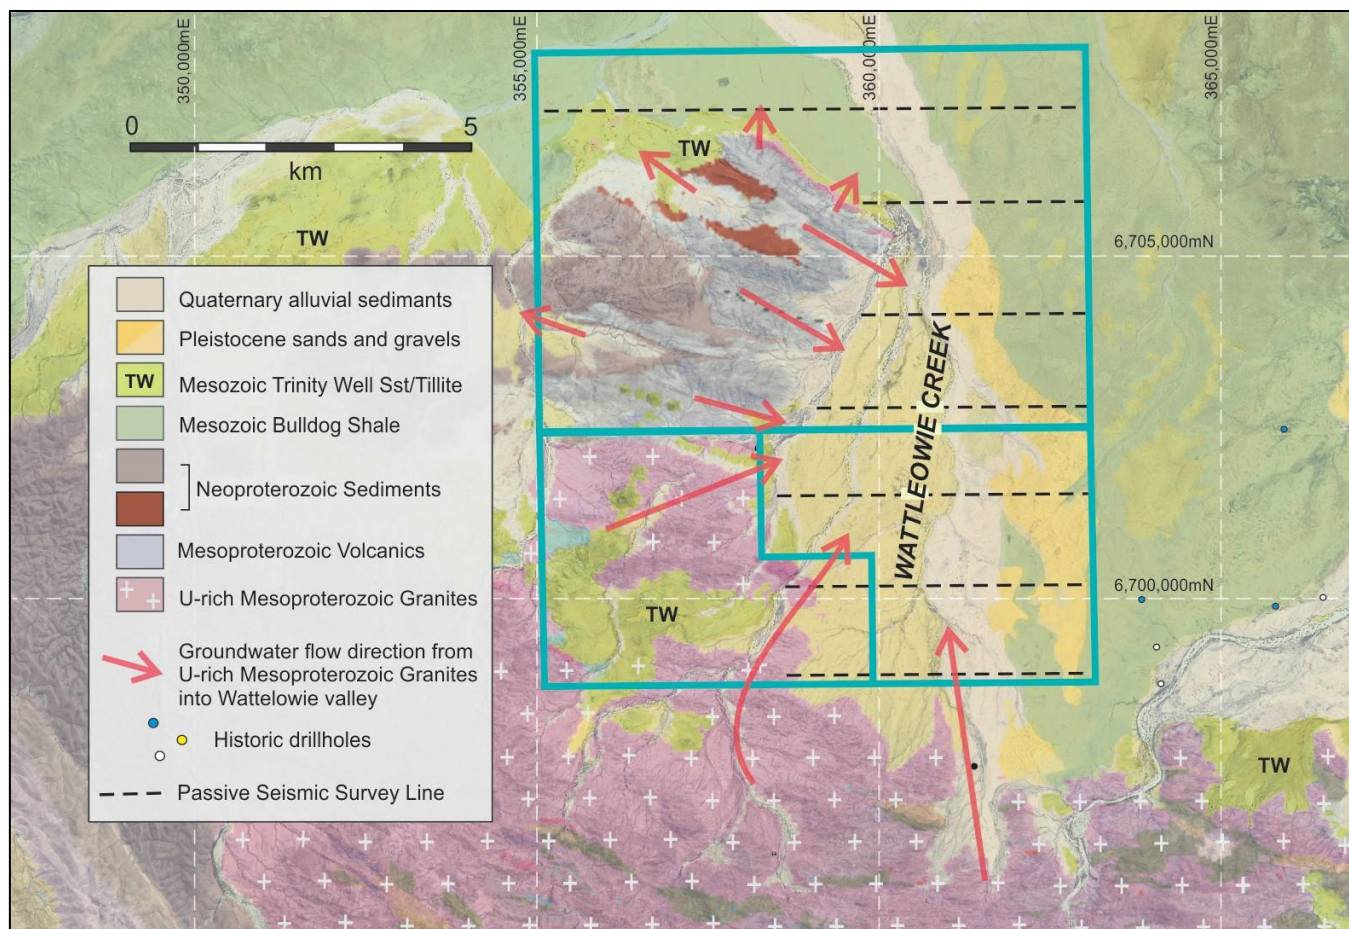 350,000mE
355,000mE
360,000mE
365,000mE
0 5
km
TW
TW
6,705,000mN
Quaternary alluvial sedimants
Pleistocene sands and gravels
TW Mesozoic Trinity Well Sst/Tillite
Mesozoic Bulldog Shale
Neoproterozoic Sediments
Mesoproterozoic Volcanics
U-rich Mesoproterozoic Granites
Groundwater flow direction from
U-rich Mesoproterozoic Granites
into Wattelowie valley
Historic drillholes
Passive Seismic Survey Line
WATTLEOWIE CREEK
6,700,000mN
TW
TW